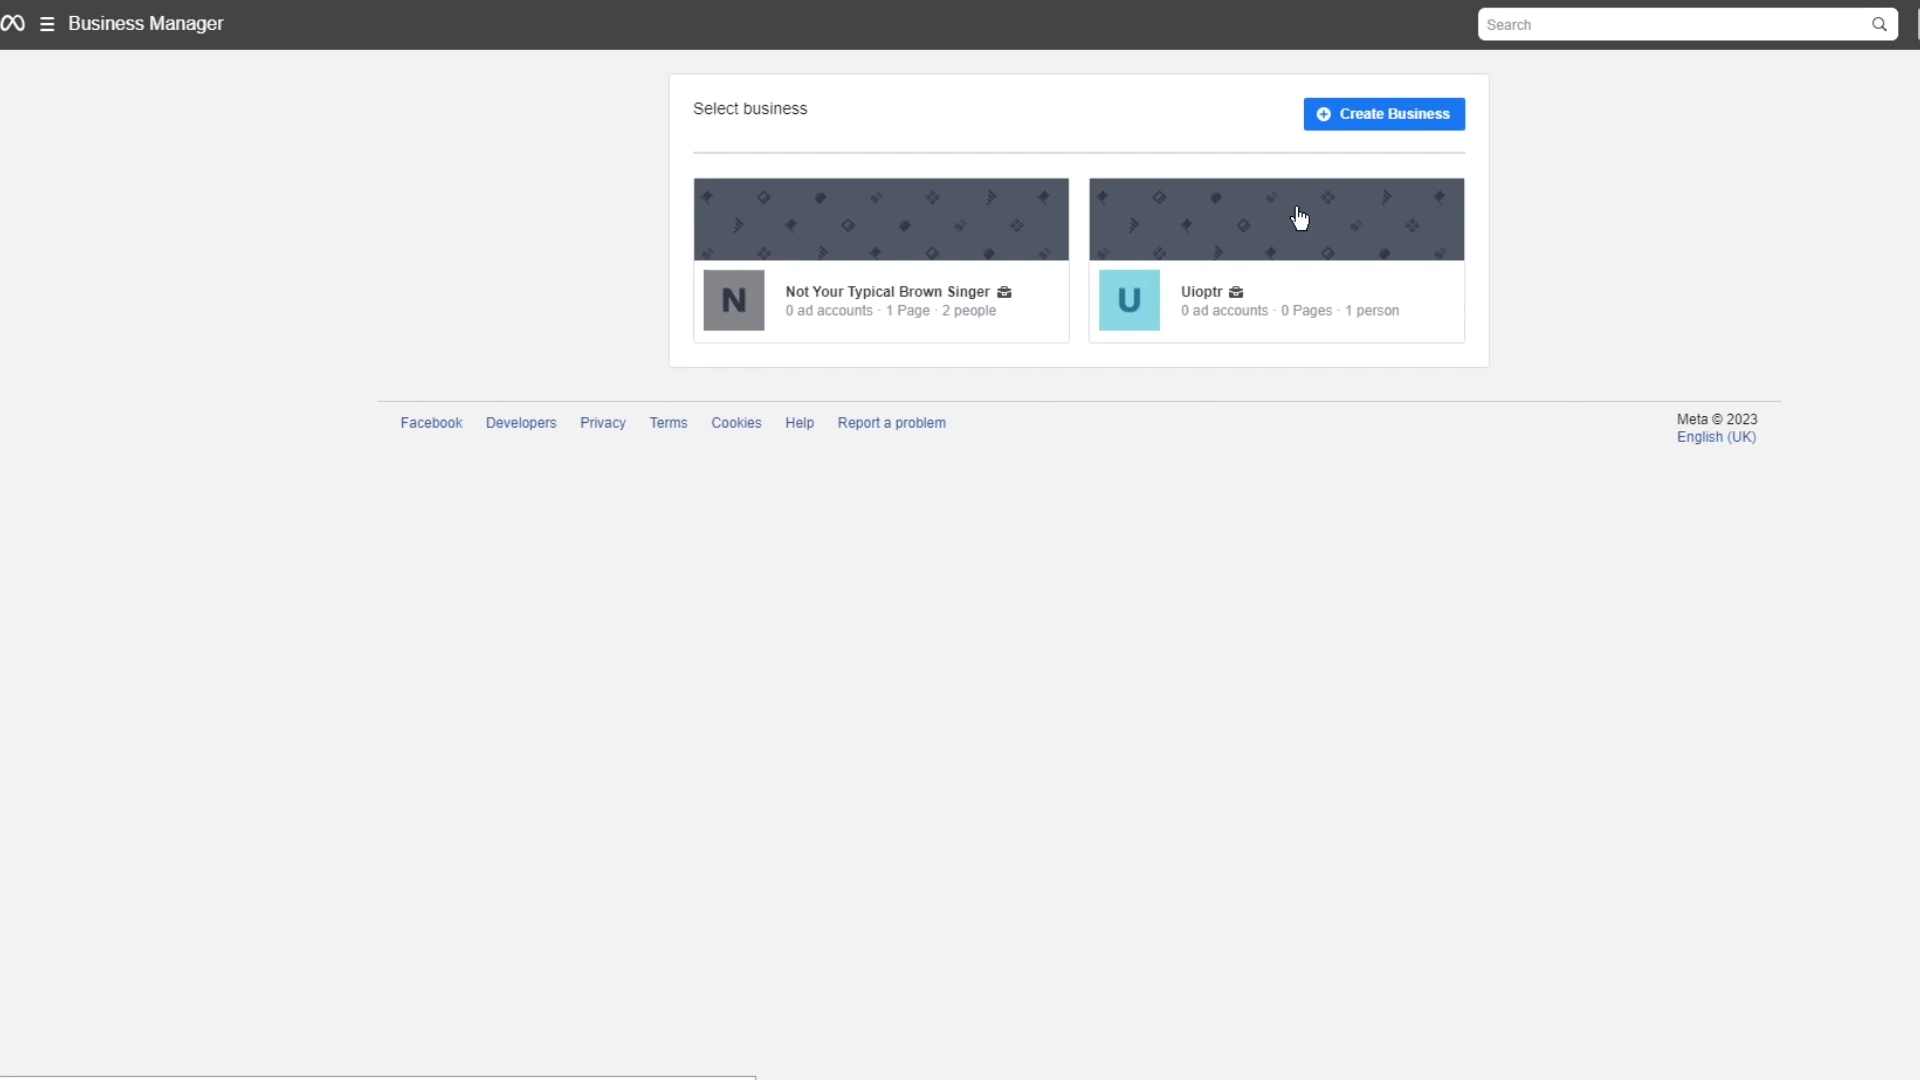 Business Manager
Search
Select business
Create Business
N
Not Your Typical Brown Singer
0 ad accounts · 1 Page · 2 people
U
Uioptr
0 ad accounts · 0 Pages · 1 person
Facebook Developers Privacy Terms Cookies Help Report a problem
Meta © 2023
English (UK)